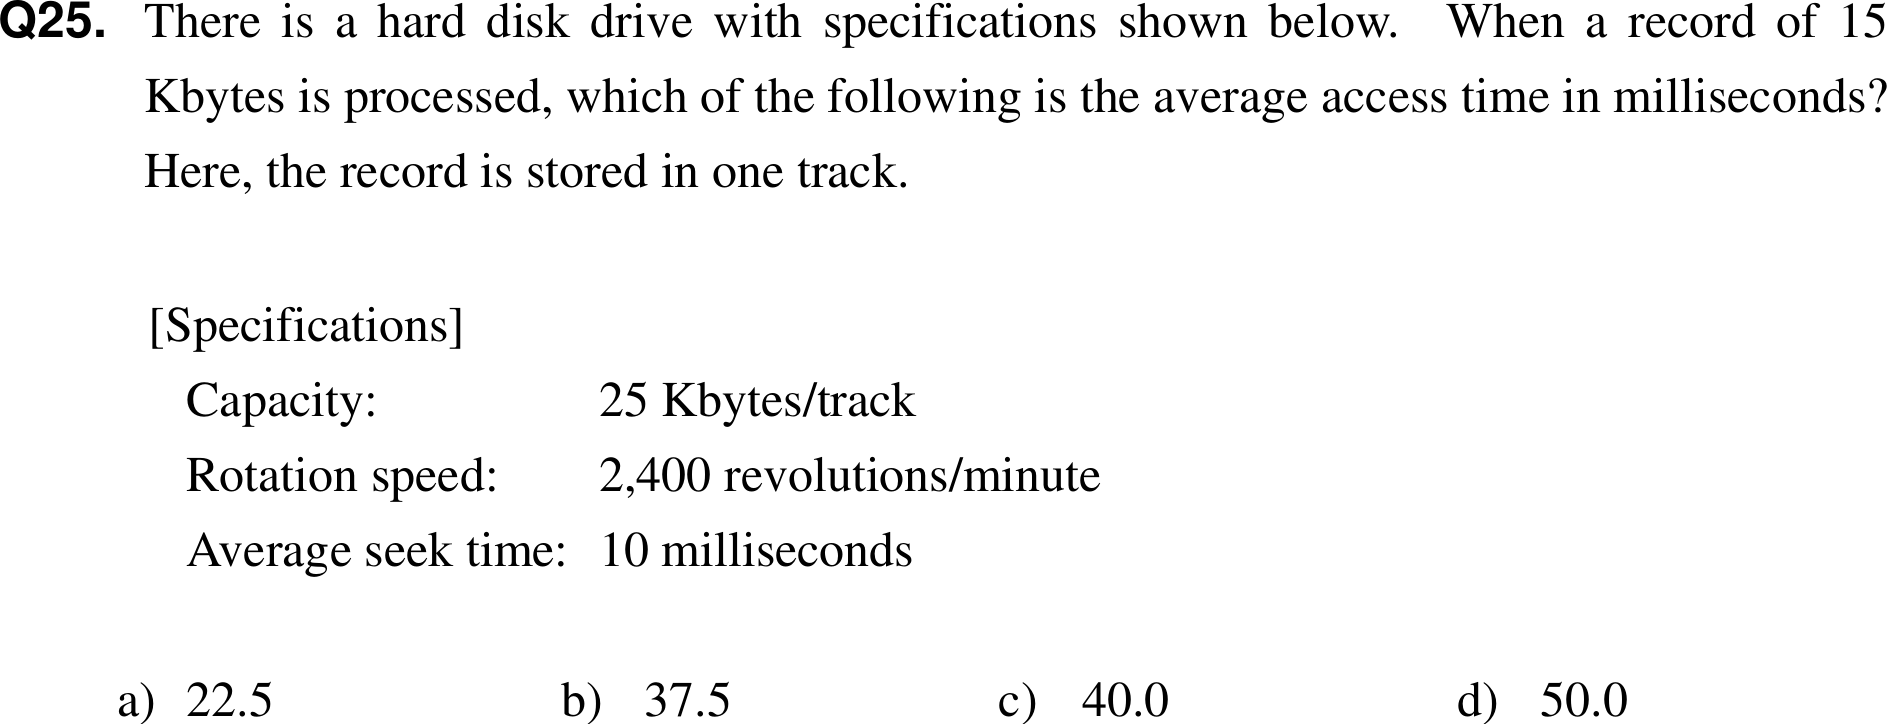 Q25. There is a hard disk drive with specifications shown below. When a record of 15
Kbytes is processed, which of the following is the average access time in milliseconds?
Here, the record is stored in one track.
[Specifications]
Capacity: 25 Kbytes/track
Rotation speed: 2,400 revolutions/minute
Average seek time: 10 milliseconds
a) 22.5 b) 37.5 c) 40.0 d) 50.0